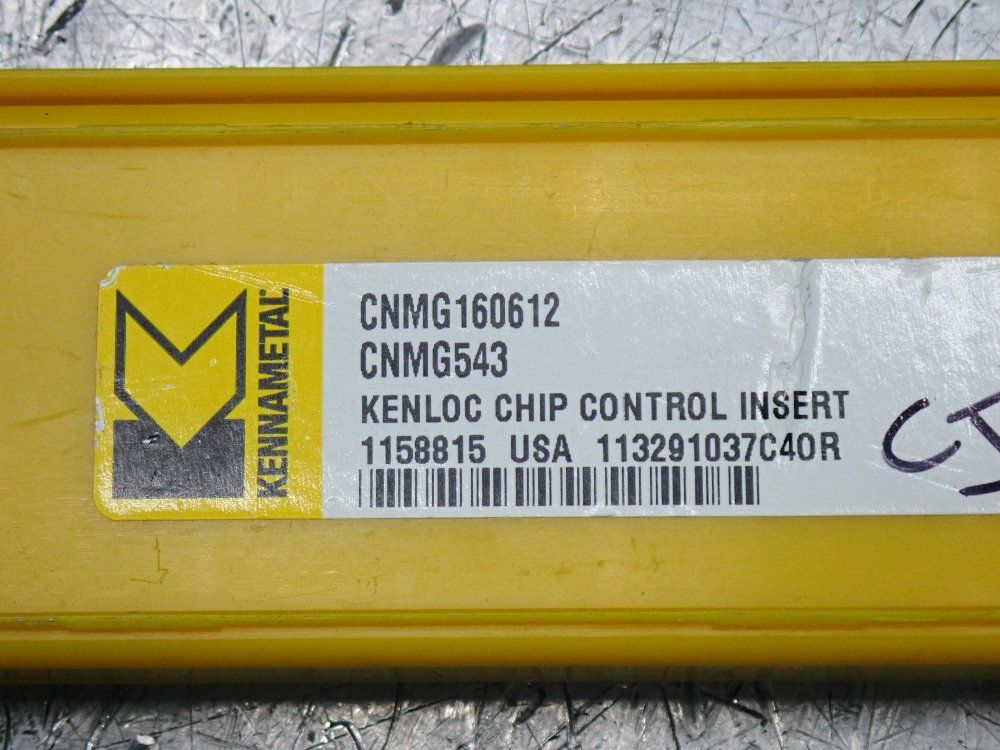 KENNAMETAL®
CNMG160612
CNMG543
KENLOC CHIP CONTROL INSERT
1158815 USA 113291037C40R